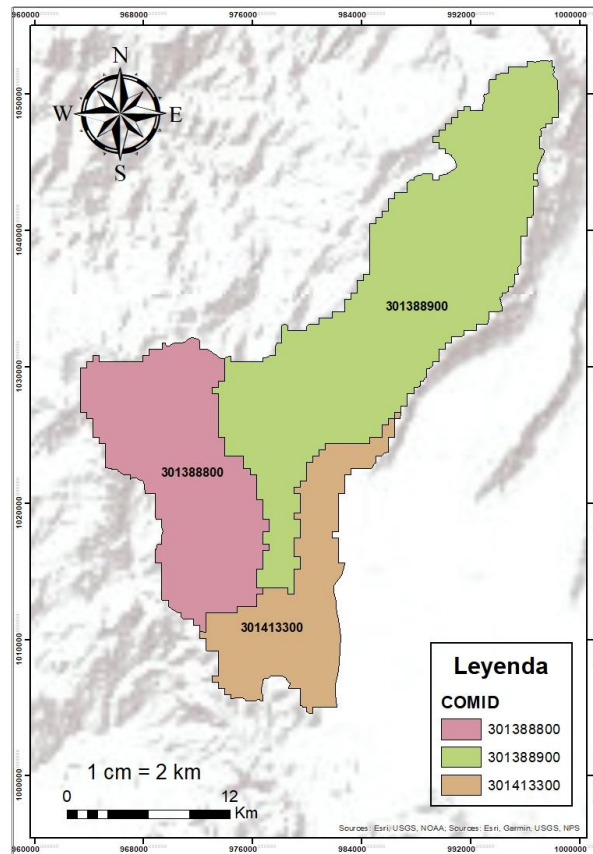 960000 968000 976000 984000 992000 1000000
N
W E
S
1050000
1040000
1030000
1020000
1010000
1000000
301388900
301388800
301413300
Leyenda
COMID
301388800
301388900
301413300
1 cm = 2 km
0 12
Km
Sources: Esri, USGS, NOAA; Sources: Esri, Garmin, USGS, NPS
960000 968000 976000 984000 992000 1000000